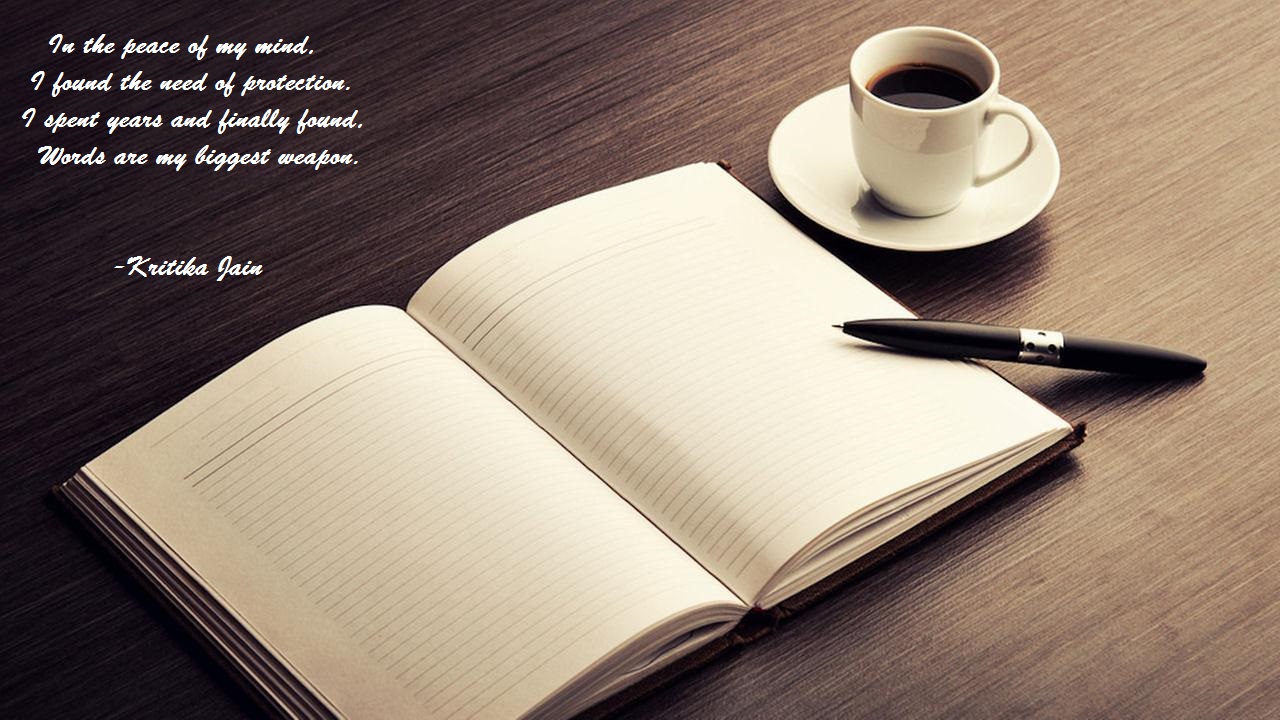 In the peace of my mind,
I found the need of protection.
I spent years and finally found,
Words are my biggest weapon.
-Kritika Jain